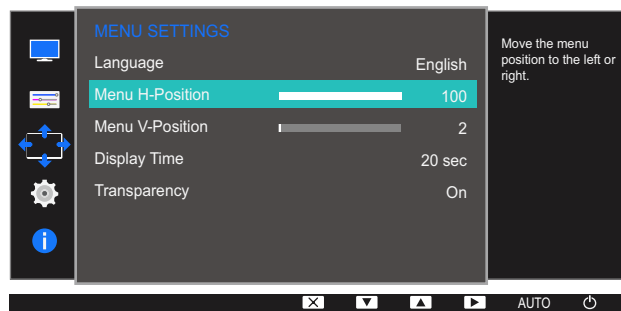 MENU SETTINGS
Language English
Menu H-Position 100
Menu V-Position 2
Display Time 20 sec
Transparency On
Move the menu
position to the left or
right.
AUTO